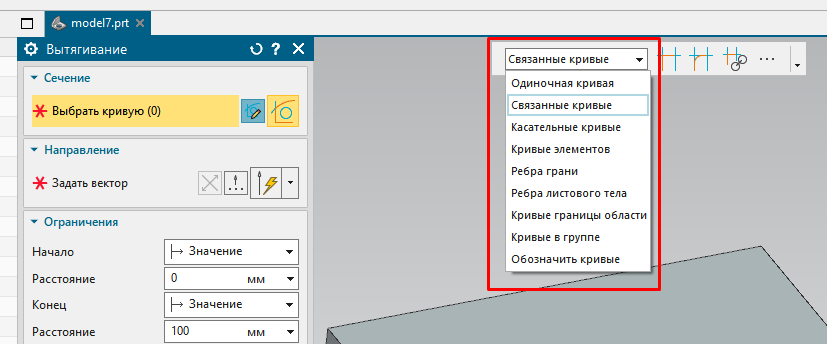 model7.prt
Вытягивание
Сечение
Выбрать кривую (0)
Направление
Задать вектор
Ограничения
Начало
Значение
Расстояние
0
мм
Конец
Значение
Расстояние
100
мм
Связанные кривые
Одиночная кривая
Связанные кривые
Касательные кривые
Кривые элементов
Ребра грани
Ребра листового тела
Кривые границы области
Кривые в группе
Обозначить кривые